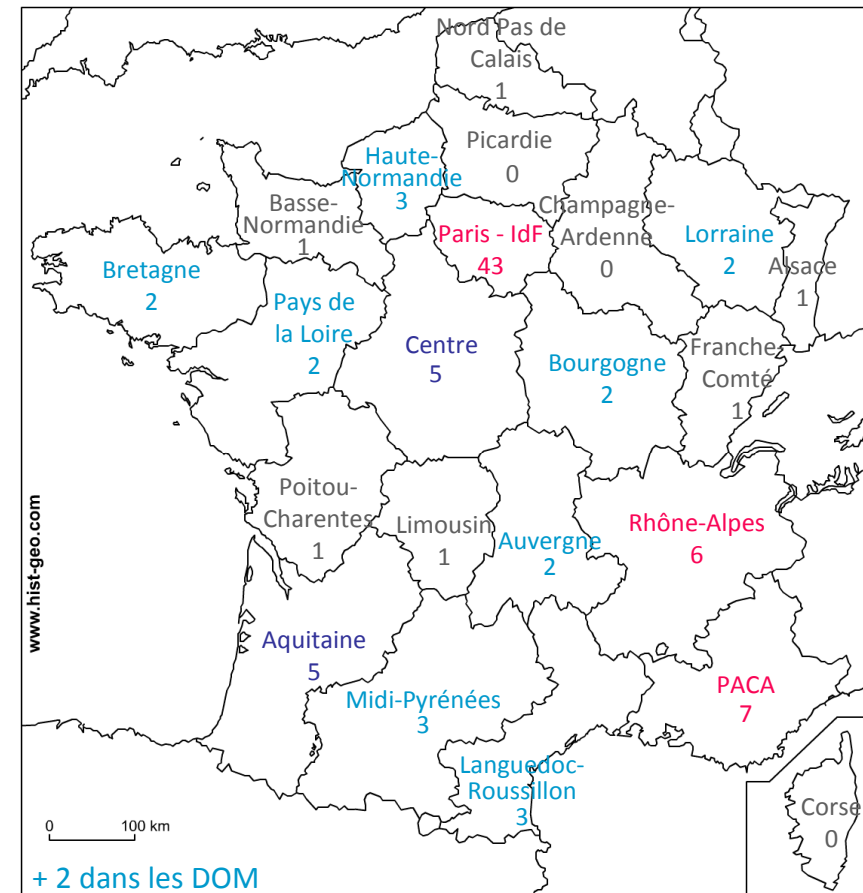 Nord Pas de
Calais
1
Picardie
0
Haute-
Normandie
3
Basse-
Normandie
1
Champagne-
Ardenne
0
Paris - IdF
43
Lorraine
2
Alsace
1
Bretagne
2
Pays de
la Loire
2
Centre
5
Bourgogne
2
Franche-
Comté
1
Poitou-
Charentes
1
Limousin
1
Auvergne
2
Rhône-Alpes
6
Aquitaine
5
Midi-Pyrénées
3
PACA
7
Languedoc-
Roussillon
3
Corse
0
www.hist-geo.com
0 100 km
+ 2 dans les DOM